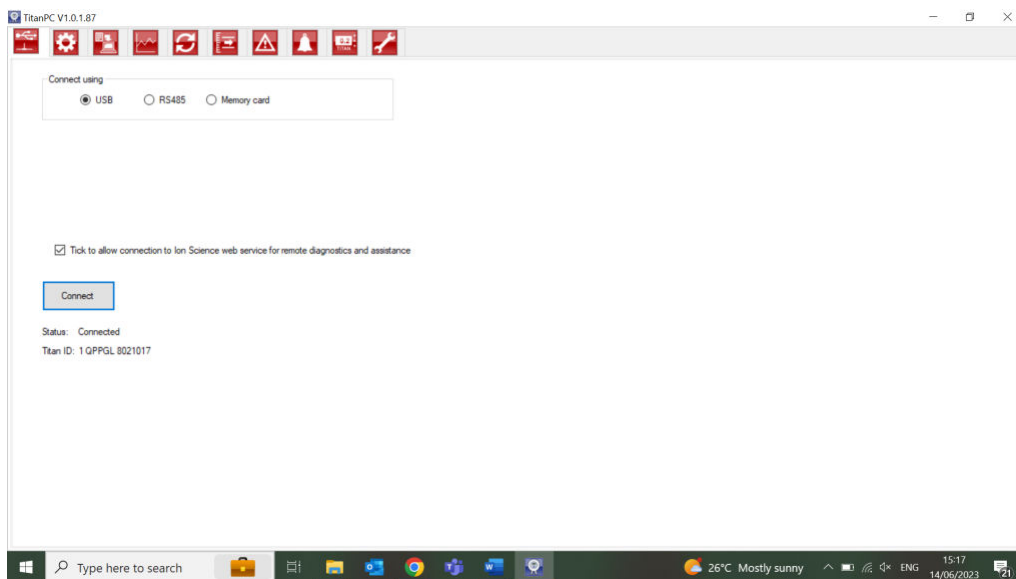 TitanPC V1.0.1.87
Connect using
USB RS485 Memory card
Tick to allow connection to Ion Science web service for remote diagnostics and assistance
Connect
Status: Connected
Titan ID: 1 QPPGL 8021017
Type here to search
26°C Mostly sunny
ENG
15:17
14/06/2023
21